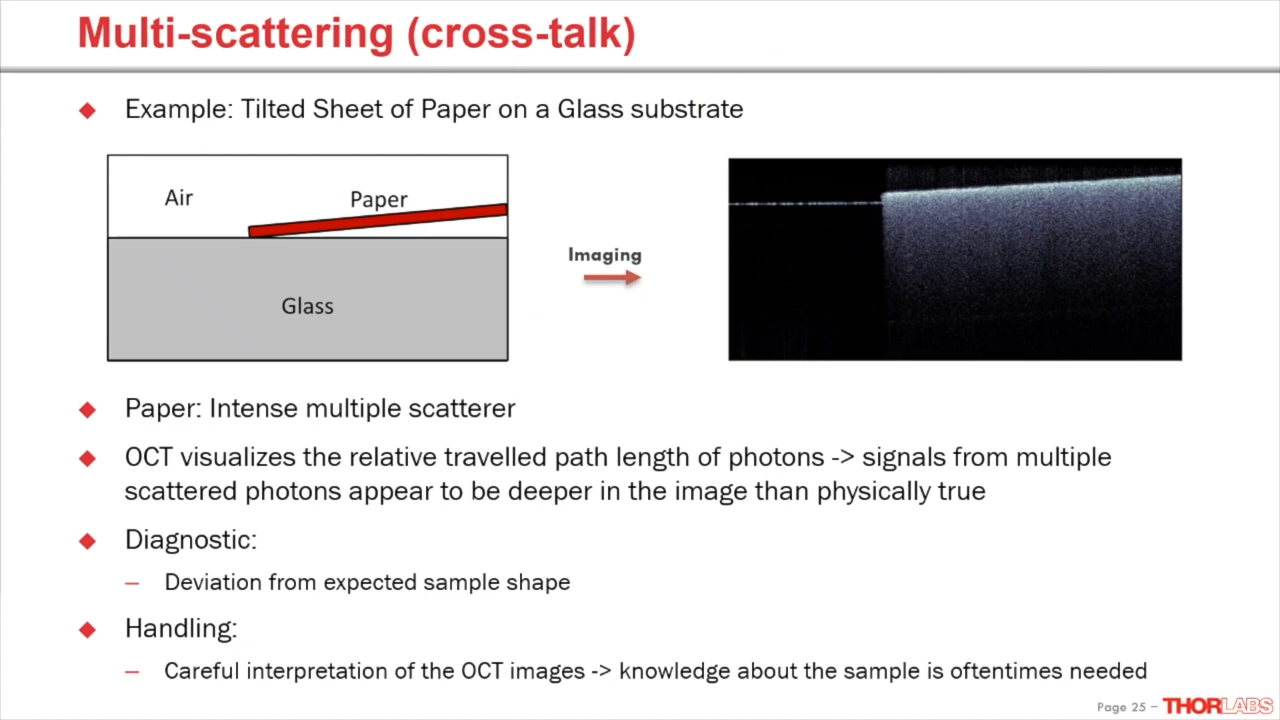 Multi-scattering (cross-talk)
Example: Tilted Sheet of Paper on a Glass substrate
Air
Paper
Glass
Imaging
Paper: Intense multiple scatterer
OCT visualizes the relative travelled path length of photons -> signals from multiple
scattered photons appear to be deeper in the image than physically true
Diagnostic:
– Deviation from expected sample shape
Handling:
– Careful interpretation of the OCT images -> knowledge about the sample is oftentimes needed
Page 25 – THORLABS